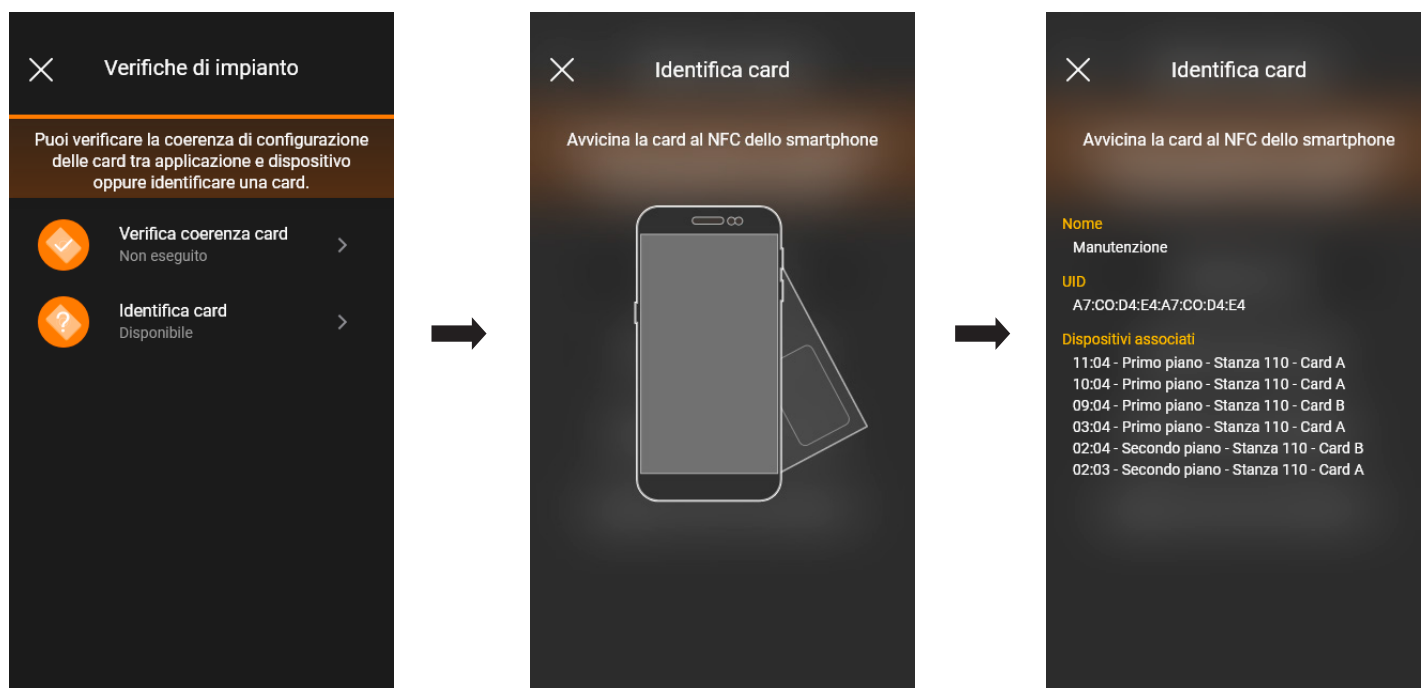 Verifiche di impianto
Puoi verificare la coerenza di configurazione
delle card tra applicazione e dispositivo
oppure identificare una card.
Verifica coerenza card
Non eseguito
Identifica card
Disponibile
Identifica card
Avvicina la card al NFC dello smartphone
Identifica card
Avvicina la card al NFC dello smartphone
Nome
Manutenzione
UID
A7:CO:D4:E4:A7:CO:D4:E4
Dispositivi associati
11:04 - Primo piano - Stanza 110 - Card A
10:04 - Primo piano - Stanza 110 - Card A
09:04 - Primo piano - Stanza 110 - Card B
03:04 - Primo piano - Stanza 110 - Card A
02:04 - Secondo piano - Stanza 110 - Card B
02:03 - Secondo piano - Stanza 110 - Card A